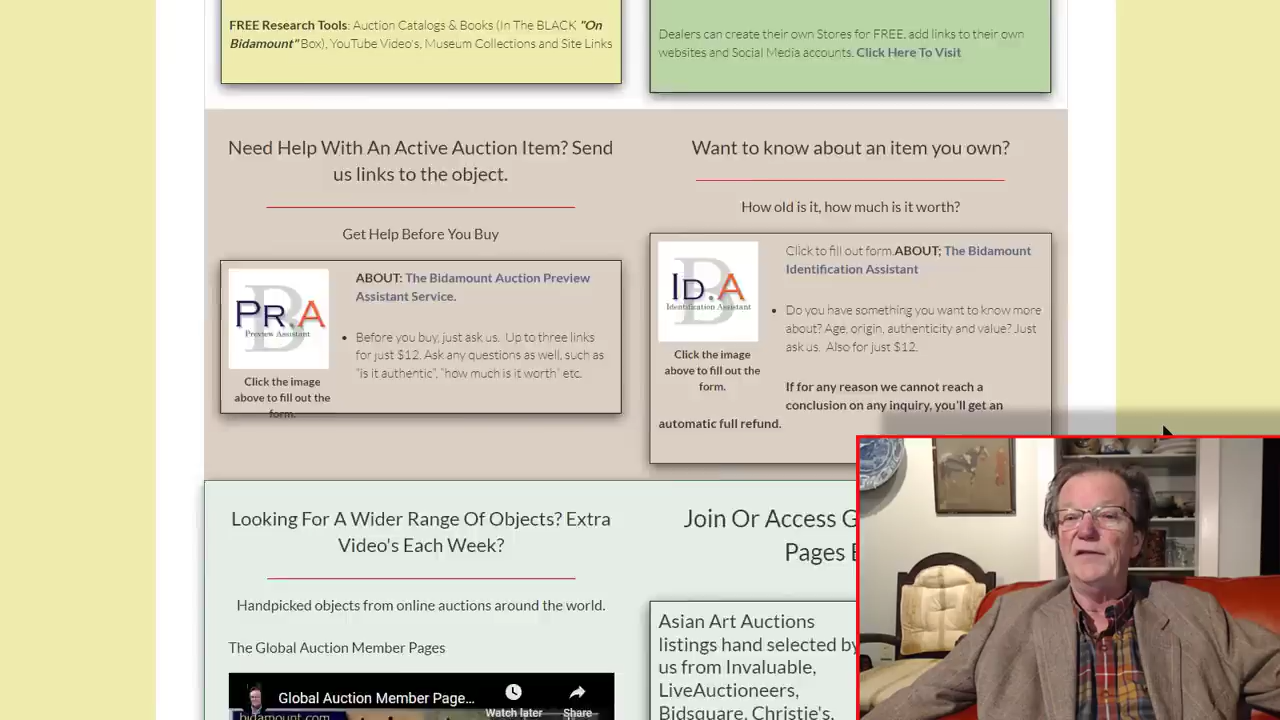 FREE Research Tools: Auction Catalogs & Books (In The BLACK "On
Bidamount" Box), YouTube Video's, Museum Collections and Site Links
Dealers can create their own Stores for FREE, add links to their own
websites and Social Media accounts. Click Here To Visit
Need Help With An Active Auction Item? Send
us links to the object.
Get Help Before You Buy
PR.A
Preview Assistant
Click the image
above to fill out the
form.
ABOUT: The Bidamount Auction Preview
Assistant Service.
• Before you buy, just ask us. Up to three links
for just $12. Ask any questions as well, such as
"is it authentic", "how much is it worth" etc.
Want to know about an item you own?
How old is it, how much is it worth?
ID.A
Identification Assistant
Click the image
above to fill out the
form.
Click to fill out form.ABOUT; The Bidamount
Identification Assistant
• Do you have something you want to know more
about? Age, origin, authenticity and value? Just
ask us. Also for just $12.
If for any reason we cannot reach a
conclusion on any inquiry, you'll get an
automatic full refund.
Looking For A Wider Range Of Objects? Extra
Video's Each Week?
Handpicked objects from online auctions around the world.
The Global Auction Member Pages
Global Auction Member Page...
Watch later
Share
bidamount.com
Join Or Access G
Pages
Asian Art Auctions
listings hand selected by
us from Invaluable,
LiveAuctioneers,
Bidsquare, Christie's,